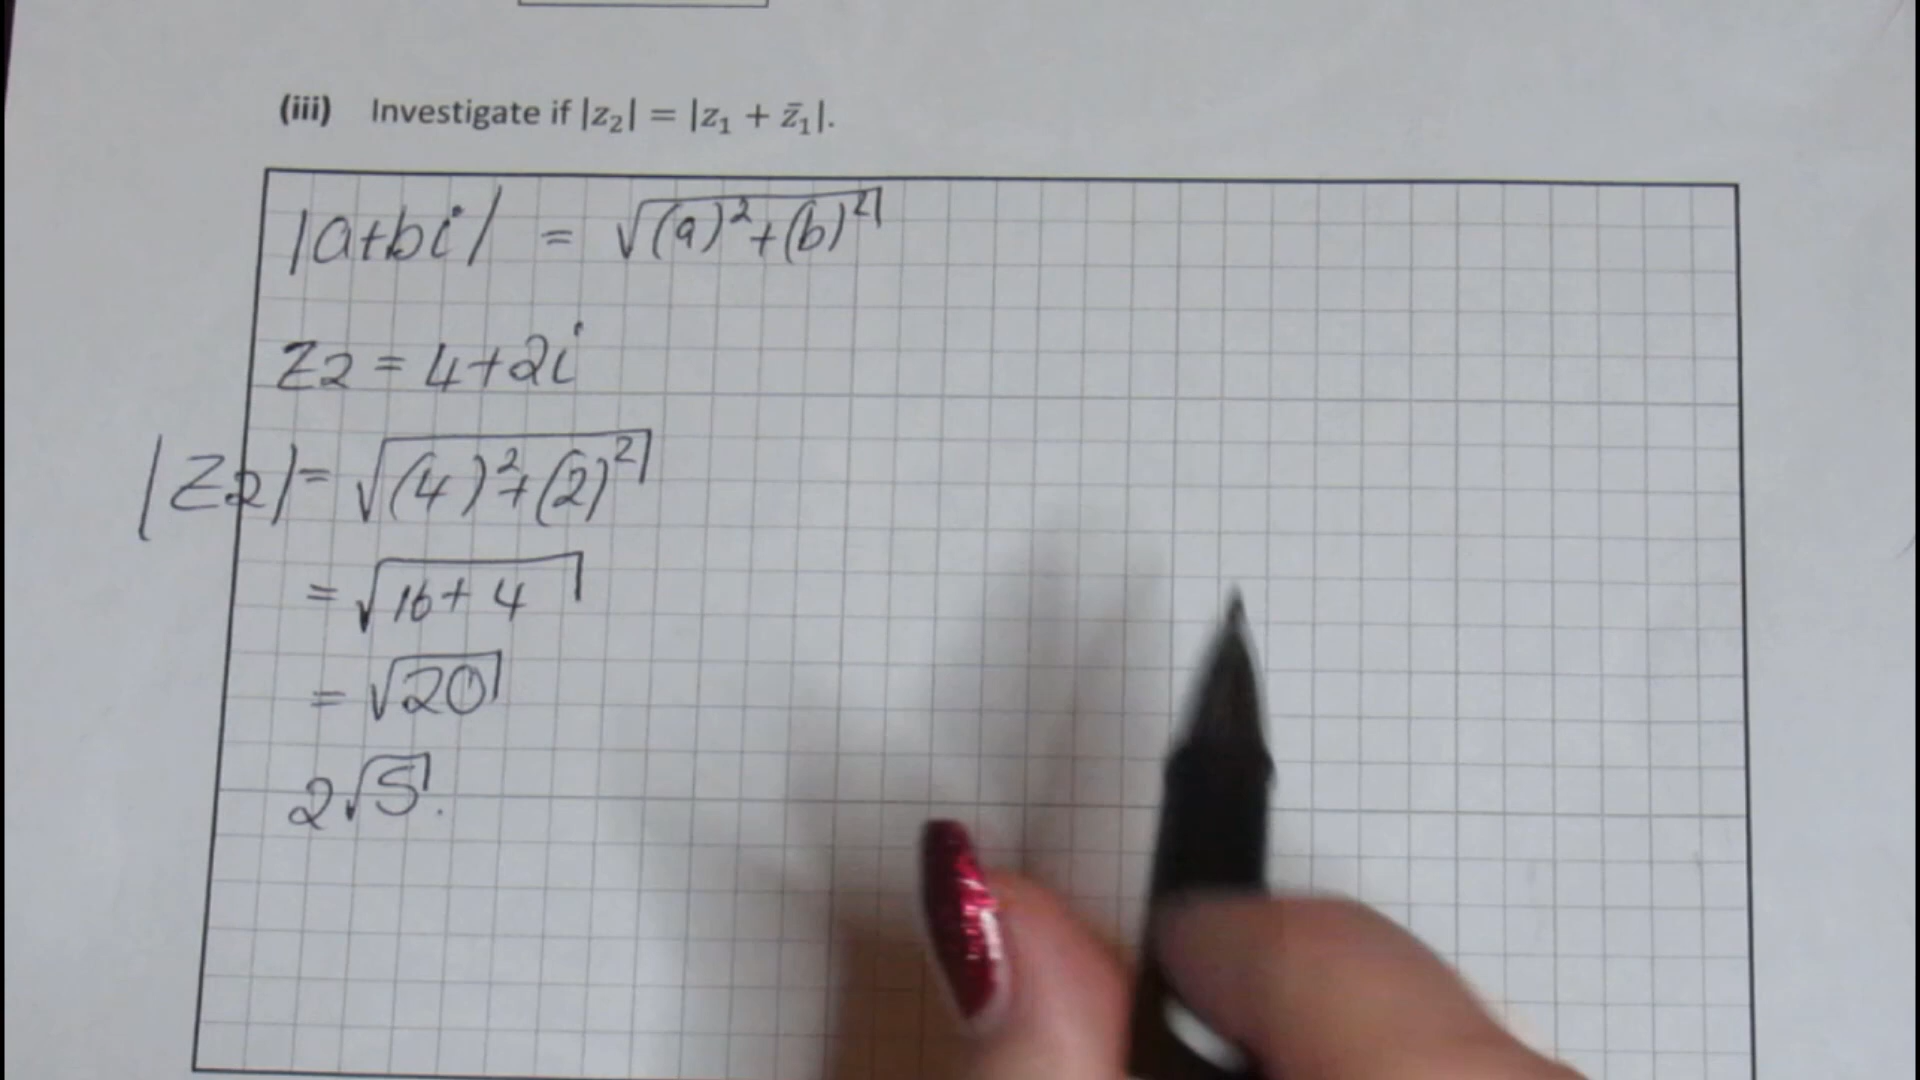 (iii) Investigate if |z₂| = |z₁ + z̄₁|.
|a+bi| = √(a)²+(b)²
Z2 = 4+2i
|Z2| = √(4)²+(2)²
= √16+4
= √20
2√5.